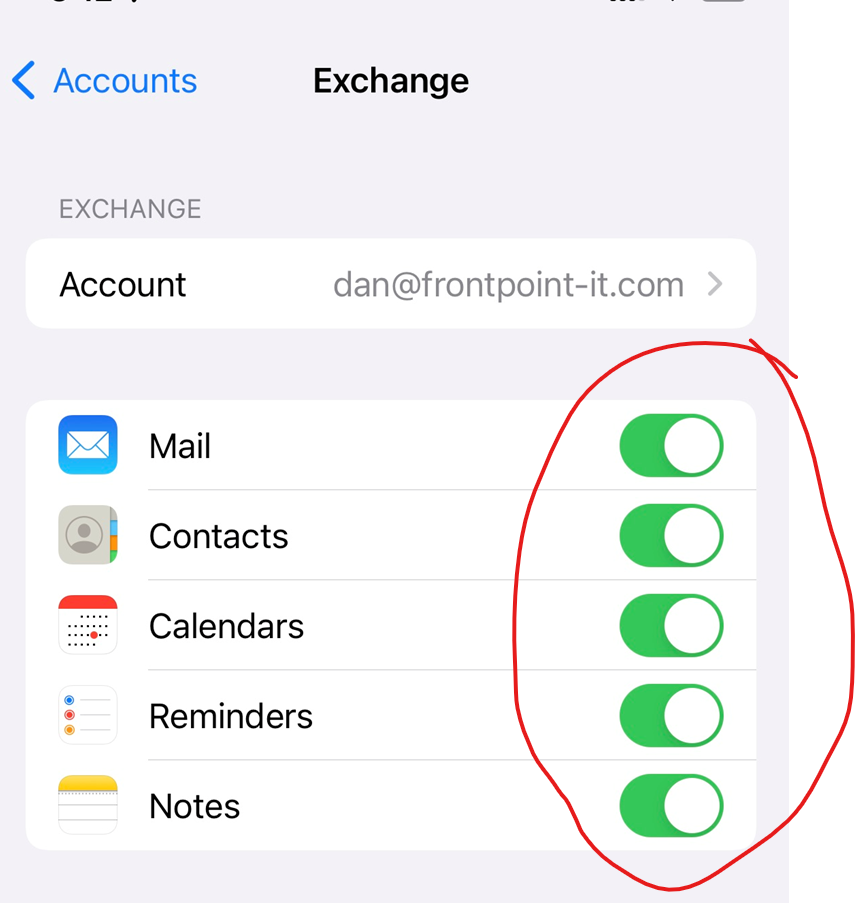 Accounts
Exchange
EXCHANGE
Account dan@frontpoint-it.com
Mail
Contacts
Calendars
Reminders
Notes